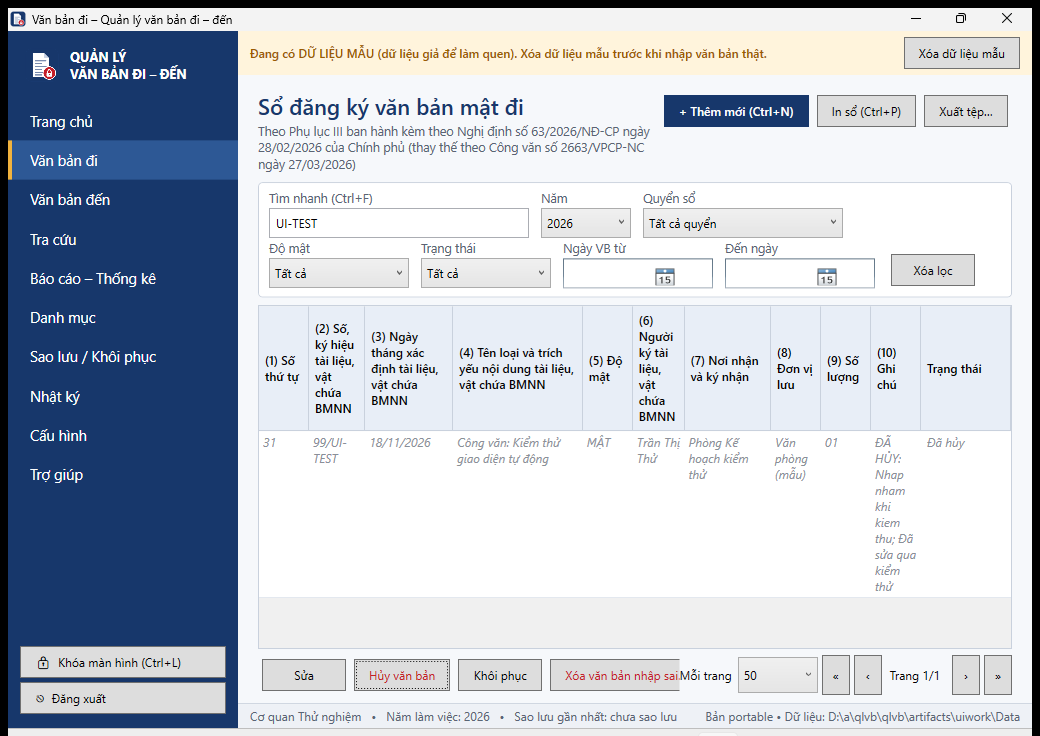 Văn bản đi – Quản lý văn bản đi – đến
QUẢN LÝ
VĂN BẢN ĐI – ĐẾN
Trang chủ
Văn bản đi
Văn bản đến
Tra cứu
Báo cáo – Thống kê
Danh mục
Sao lưu / Khôi phục
Nhật ký
Cấu hình
Trợ giúp
Khóa màn hình (Ctrl+L)
Đăng xuất
Đang có DỮ LIỆU MẪU (dữ liệu giả để làm quen). Xóa dữ liệu mẫu trước khi nhập văn bản thật.
Xóa dữ liệu mẫu
Sổ đăng ký văn bản mật đi
Theo Phụ lục III ban hành kèm theo Nghị định số 63/2026/NĐ-CP ngày
28/02/2026 của Chính phủ (thay thế theo Công văn số 2663/VPCP-NC
ngày 27/03/2026)
+ Thêm mới (Ctrl+N)
In sổ (Ctrl+P)
Xuất tệp...
Tìm nhanh (Ctrl+F)
Năm
Quyển sổ
UI-TEST
2026
Tất cả quyển
Độ mật
Trạng thái
Ngày VB từ
Đến ngày
Tất cả
Tất cả
15
15
Xóa lọc
(1) Số
thứ tự
(2) Số,
ký hiệu
tài liệu,
vật
chứa
BMNN
(3) Ngày
tháng xác
định tài liệu,
vật chứa
BMNN
(4) Tên loại và trích
yếu nội dung tài liệu,
vật chứa BMNN
(5) Độ
mật
(6)
Người
ký tài
liệu,
vật
chứa
BMNN
(7) Nơi nhận
và ký nhận
(8)
Đơn vị
lưu
(9) Số
lượng
(10)
Ghi
chú
Trạng thái
31
99/UI-
TEST
18/11/2026
Công văn: Kiểm thử
giao diện tự động
MẬT
Trần Thị
Thử
Phòng Kế
hoạch kiểm
thử
Văn
phòng
(mẫu)
01
ĐÃ
HỦY:
Nhap
nham
khi
kiem
thu; Đã
sửa qua
kiểm
thử
Đã hủy
Sửa
Hủy văn bản
Khôi phục
Xóa văn bản nhập sai
Mỗi trang
50
«
‹
Trang 1/1
›
»
Cơ quan Thử nghiệm • Năm làm việc: 2026 • Sao lưu gần nhất: chưa sao lưu
Bản portable • Dữ liệu: D:\a\qlvb\qlvb\artifacts\uiwork\Data